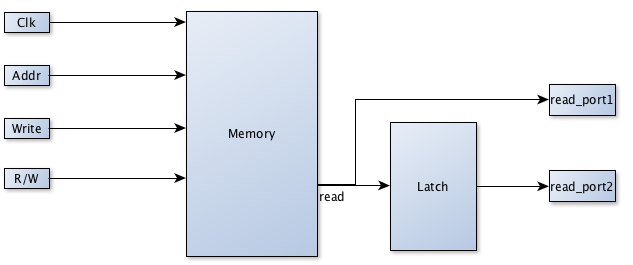 Clk
Addr
Write
R/W
Memory
read
Latch
read_port1
read_port2